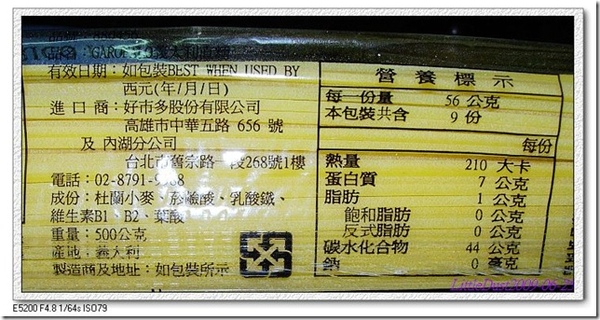 有效日期：如包裝BEST WHEN USED BY
西元(年/月/日)
進口商：好市多股份有限公司
高雄市中華五路 656 號
及 內湖分公司
台北市舊宗路一段268號1樓
電話：02-8791-
成份：杜蘭小麥、菸鹼酸、乳酸鐵、
維生素B1、B2、葉酸
重量：500公克
產地：義大利
製造商及地址：如包裝所示
營養標示
每一份量 56 公克
本包裝共含 9 份
每份
熱量 210 大卡
蛋白質 7 公克
脂肪 1 公克
飽和脂肪 0 公克
反式脂肪 0 公克
碳水化合物 44 公克
鈉 0 毫克
E5200 F4.8 1/64s ISO79